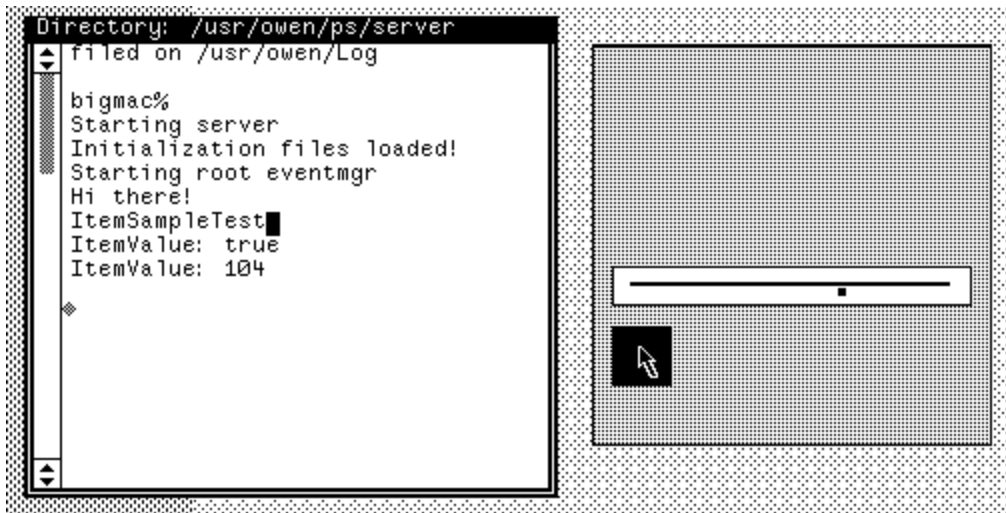 Directory: /usr/owen/ps/server
filed on /usr/owen/Log
bigmac%
Starting server
Initialization files loaded!
Starting root eventmgr
Hi there!
ItemSampleTest
ItemValue: true
ItemValue: 104